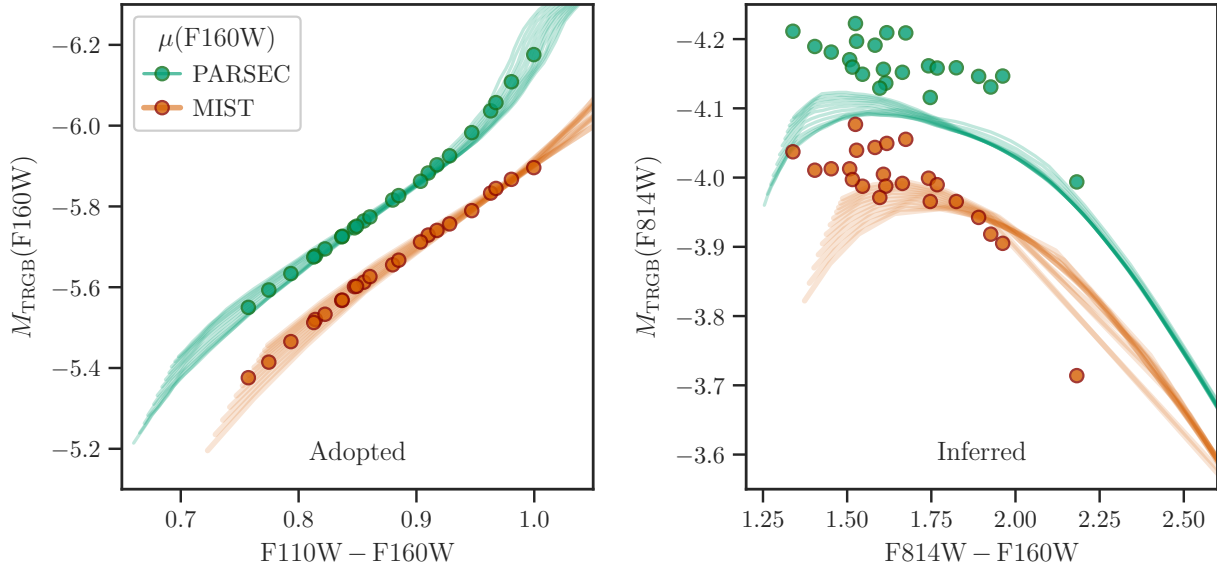 μ(F160W)
PARSEC
MIST
−6.2
−6.0
−5.8
−5.6
−5.4
−5.2
M_TRGB(F160W)
Adopted
0.7 0.8 0.9 1.0
F110W − F160W
−4.2
−4.1
−4.0
−3.9
−3.8
−3.7
−3.6
M_TRGB(F814W)
Inferred
1.25 1.50 1.75 2.00 2.25 2.50
F814W − F160W